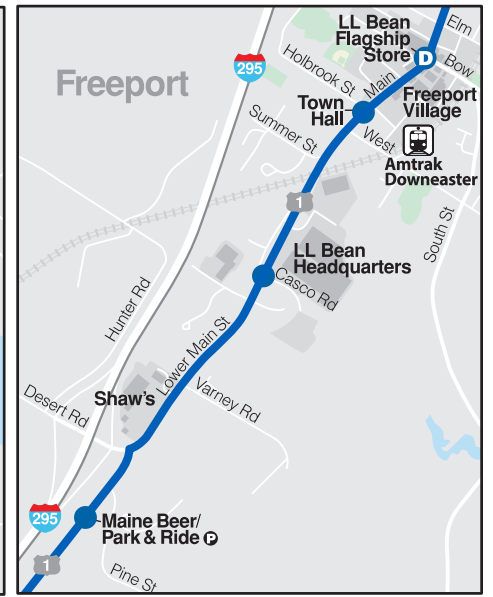 LL Bean
Flagship
Store
D
Elm
Bow
295
Freeport
Holbrook St
Main
Freeport
Village
Town
Hall
West
Summer St
Amtrak
Downeaster
1
South St
LL Bean
Headquarters
Casco Rd
Hunter Rd
Lower Main St
Shaw's
Varney Rd
Desert Rd
295
Maine Beer/
Park & Ride P
1
Pine St